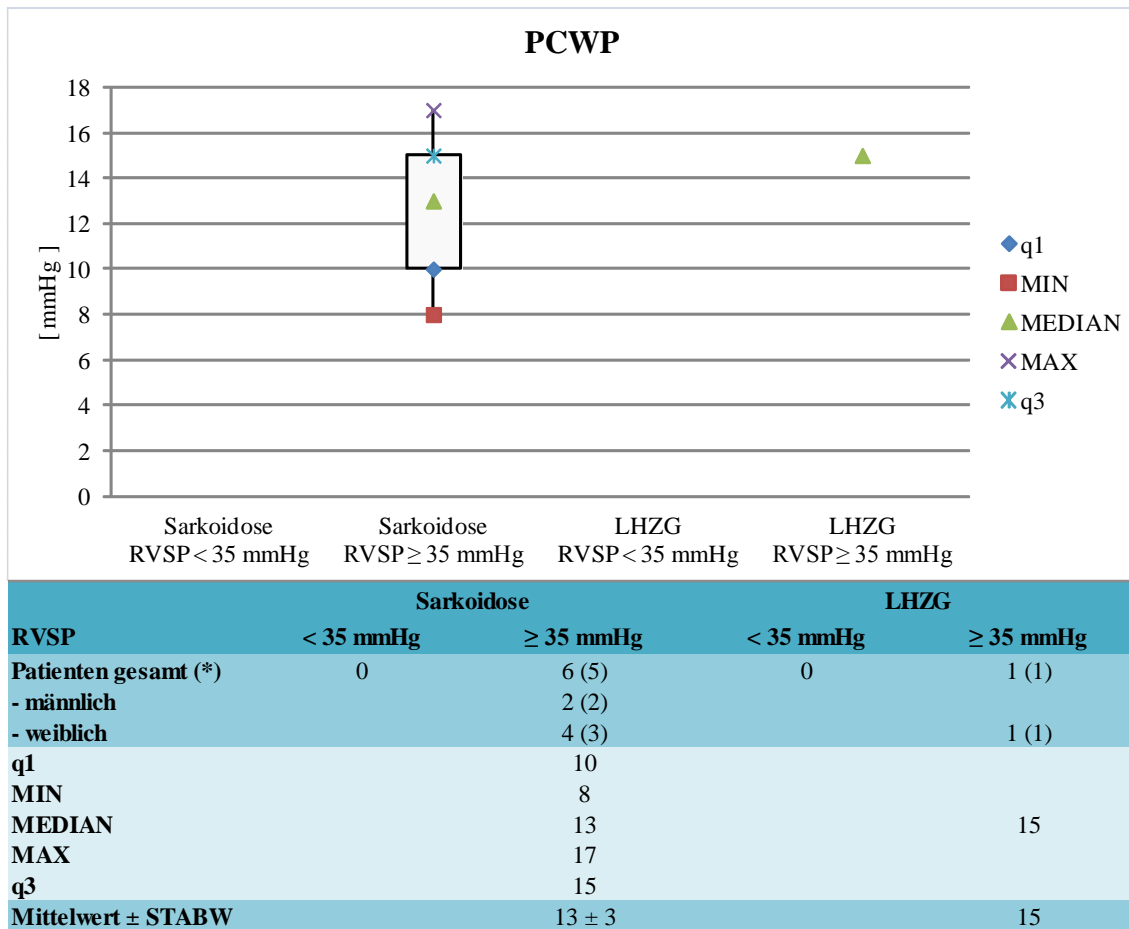 PCWP
18
16
14
12
10
8
6
4
2
0
[ mmHg ]
Sarkoidose
RVSP < 35 mmHg
Sarkoidose
RVSP ≥ 35 mmHg
LHZG
RVSP < 35 mmHg
LHZG
RVSP ≥ 35 mmHg
q1
MIN
MEDIAN
MAX
q3
Sarkoidose LHZG
RVSP < 35 mmHg ≥ 35 mmHg < 35 mmHg ≥ 35 mmHg
Patienten gesamt (*) 0 6 (5) 0 1 (1)
- männlich 2 (2)
- weiblich 4 (3) 1 (1)
q1 10
MIN 8
MEDIAN 13 15
MAX 17
q3 15
Mittelwert ± STABW 13 ± 3 15